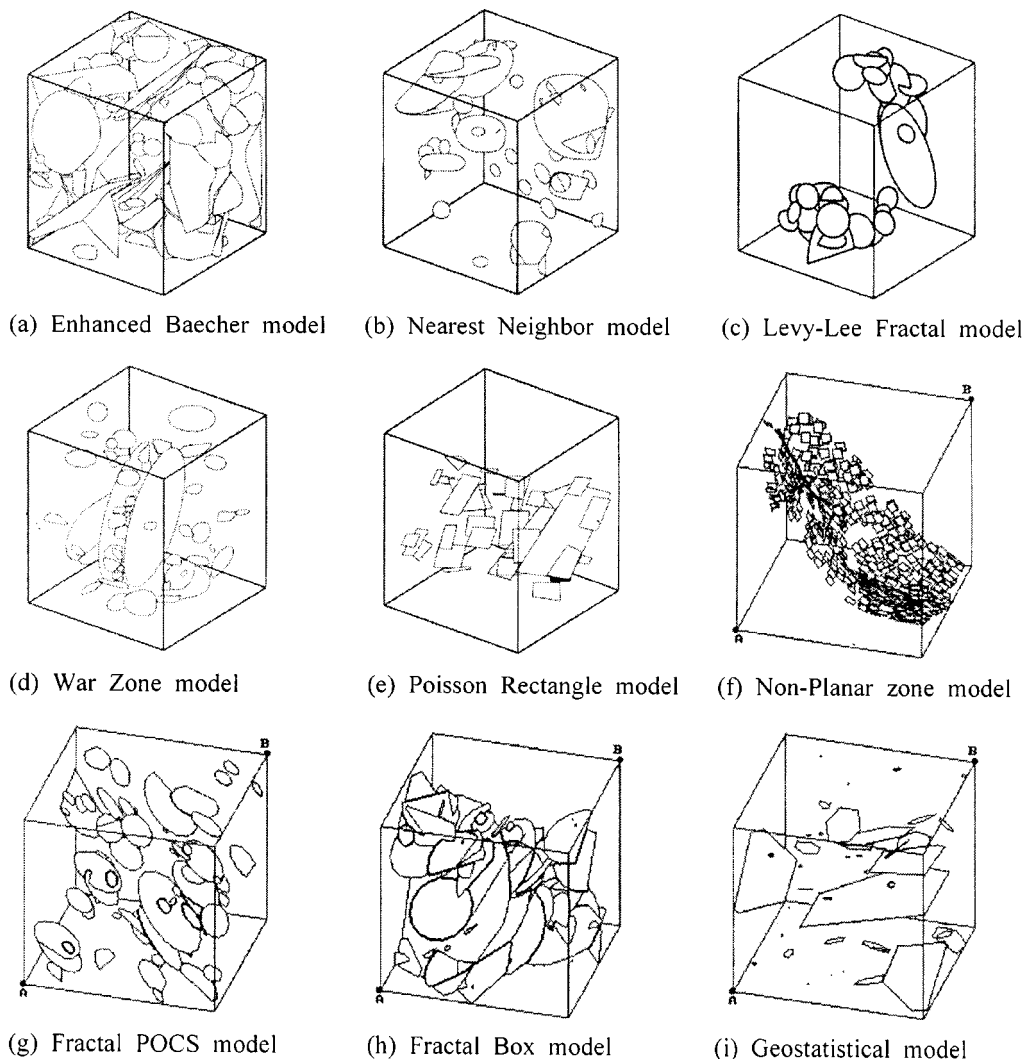 (a) Enhanced Baecher model
(b) Nearest Neighbor model
(c) Levy-Lee Fractal model
B
A
(d) War Zone model
(e) Poisson Rectangle model
(f) Non-Planar zone model
B
A
B
A
B
A
(g) Fractal POCS model
(h) Fractal Box model
(i) Geostatistical model